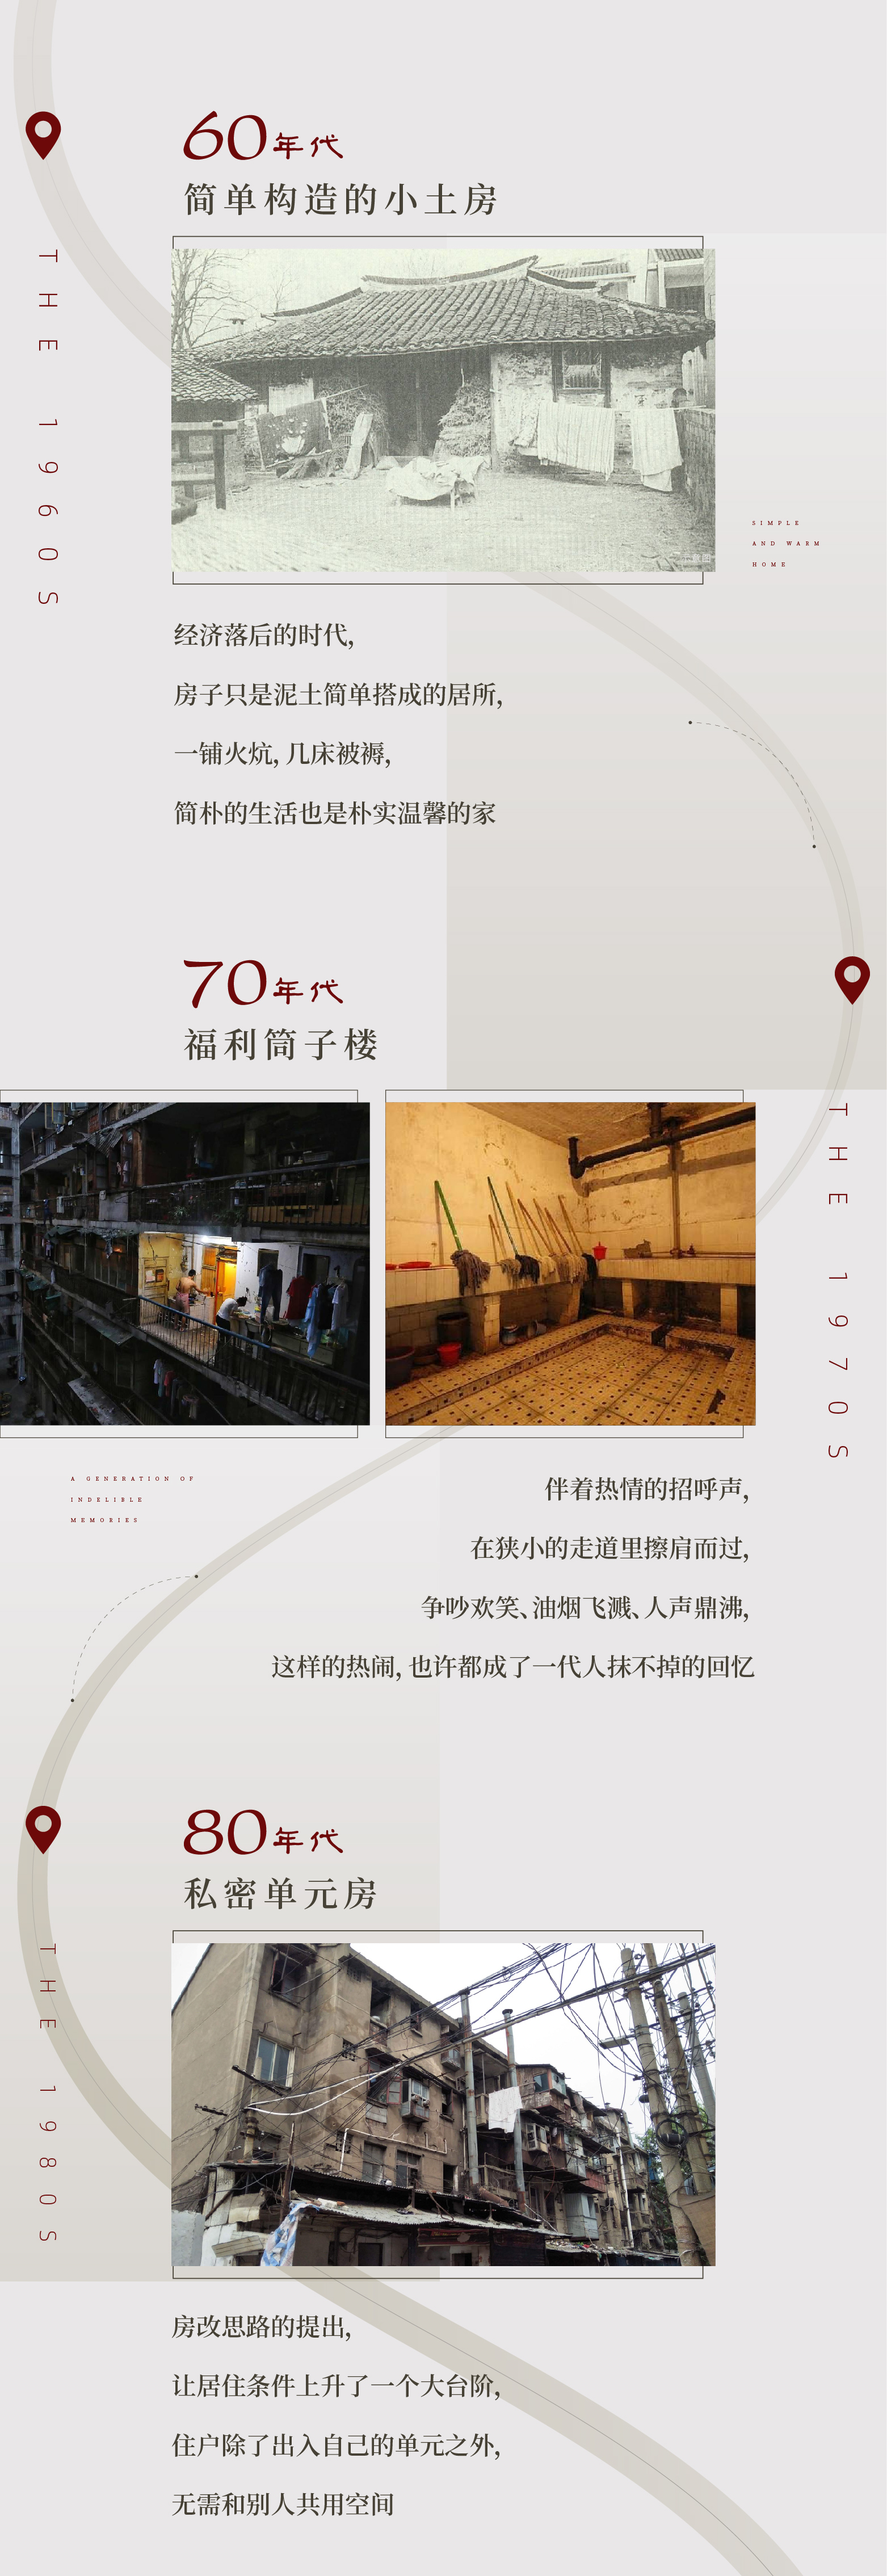 60年代
简单构造的小土房
THE 1960S
SIMPLE
AND WARM
HOME
经济落后的时代，
房子只是泥土简单搭成的居所，
一铺火炕，几床被褥，
简朴的生活也是朴实温馨的家
70年代
福利筒子楼
THE 1970S
A GENERATION OF
INDELIBLE
MEMORIES
伴着热情的招呼声，
在狭小的走道里擦肩而过，
争吵欢笑、油烟飞溅、人声鼎沸，
这样的热闹，也许都成了一代人抹不掉的回忆
80年代
私密单元房
THE 1980S
房改思路的提出，
让居住条件上升了一个大台阶，
住户除了出入自己的单元之外，
无需和别人共用空间